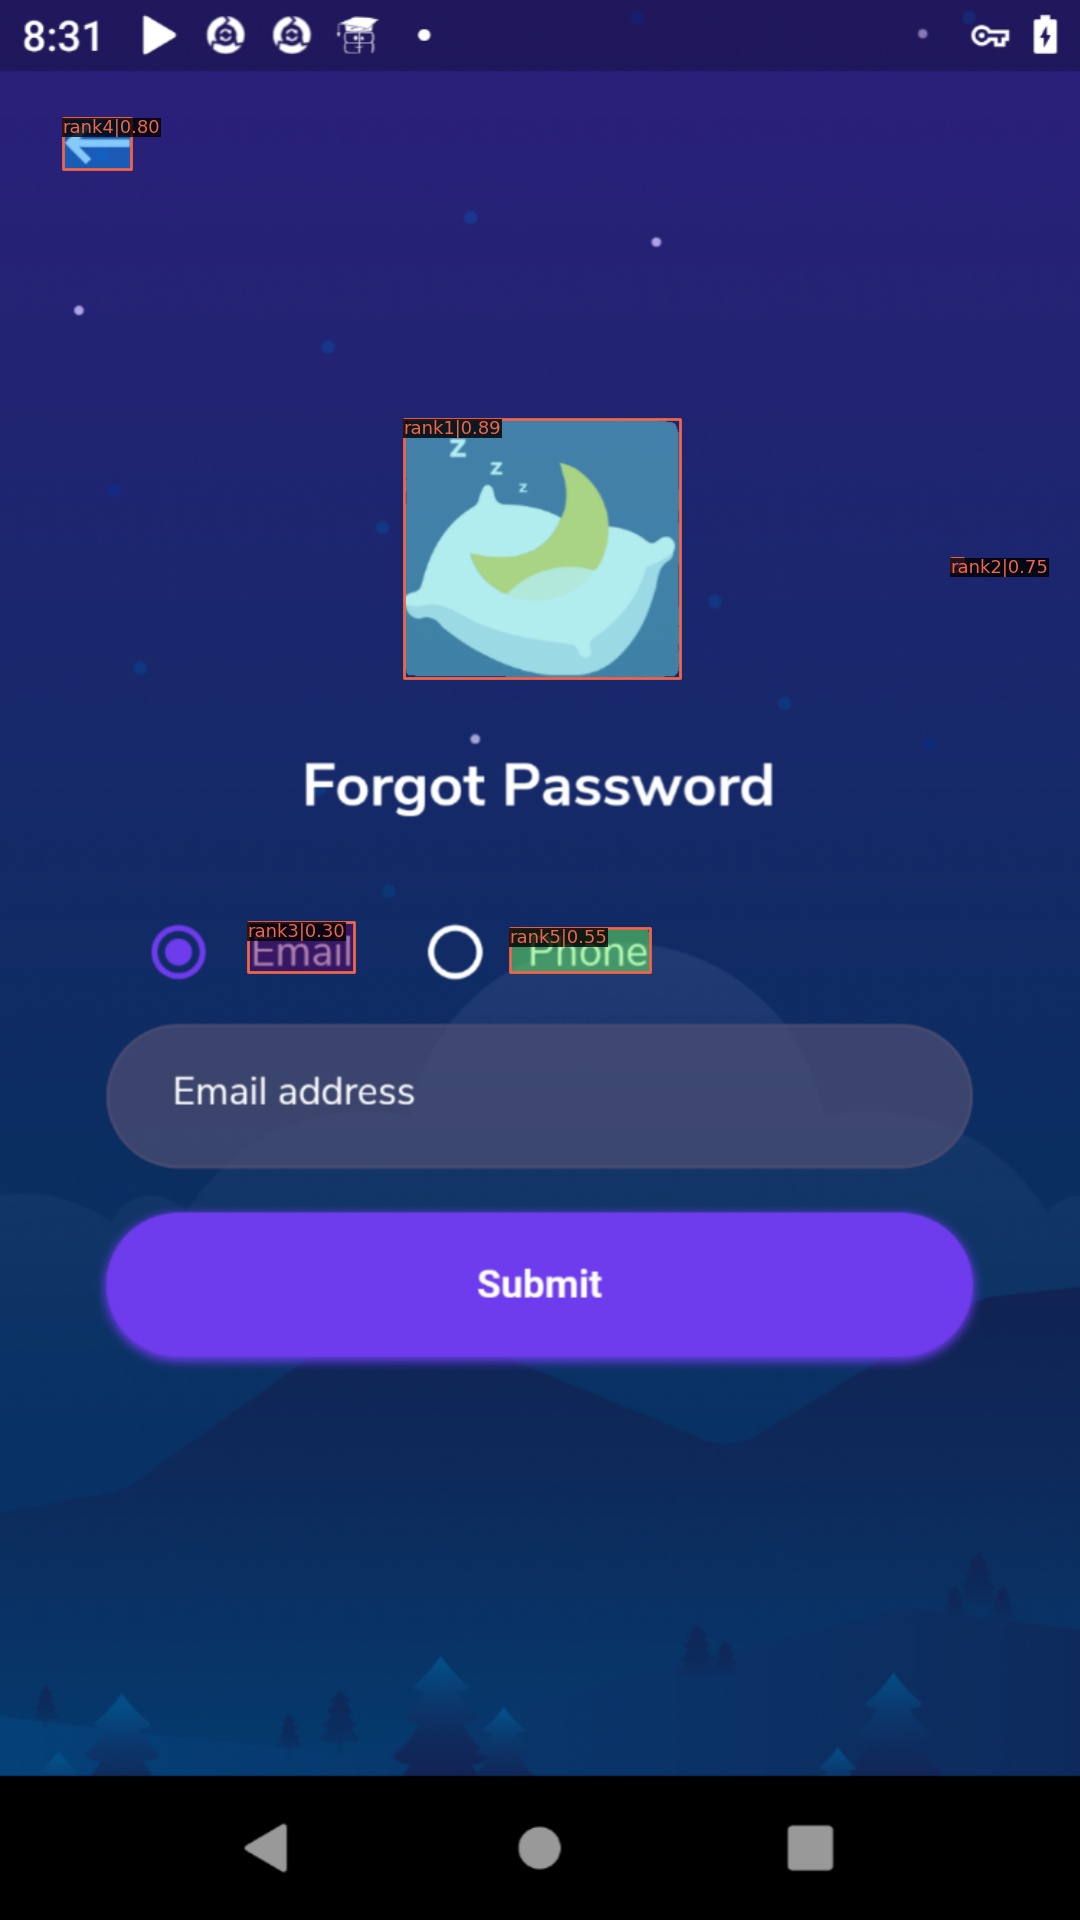 8:31
rank4|0.80
rank1|0.89
z
z
z
rank2|0.75
Forgot Password
rank3|0.30
Email
rank5|0.55
Phone
Email address
Submit